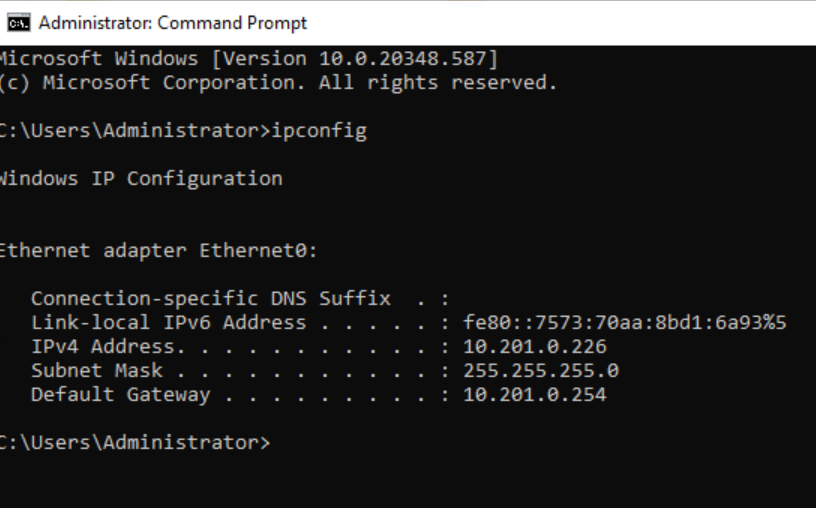 Administrator: Command Prompt
Microsoft Windows [Version 10.0.20348.587]
(c) Microsoft Corporation. All rights reserved.
C:\Users\Administrator>ipconfig
Windows IP Configuration
Ethernet adapter Ethernet0:
Connection-specific DNS Suffix  . :
Link-local IPv6 Address . . . . . : fe80::7573:70aa:8bd1:6a93%5
IPv4 Address. . . . . . . . . . . : 10.201.0.226
Subnet Mask . . . . . . . . . . . : 255.255.255.0
Default Gateway . . . . . . . . . : 10.201.0.254
C:\Users\Administrator>